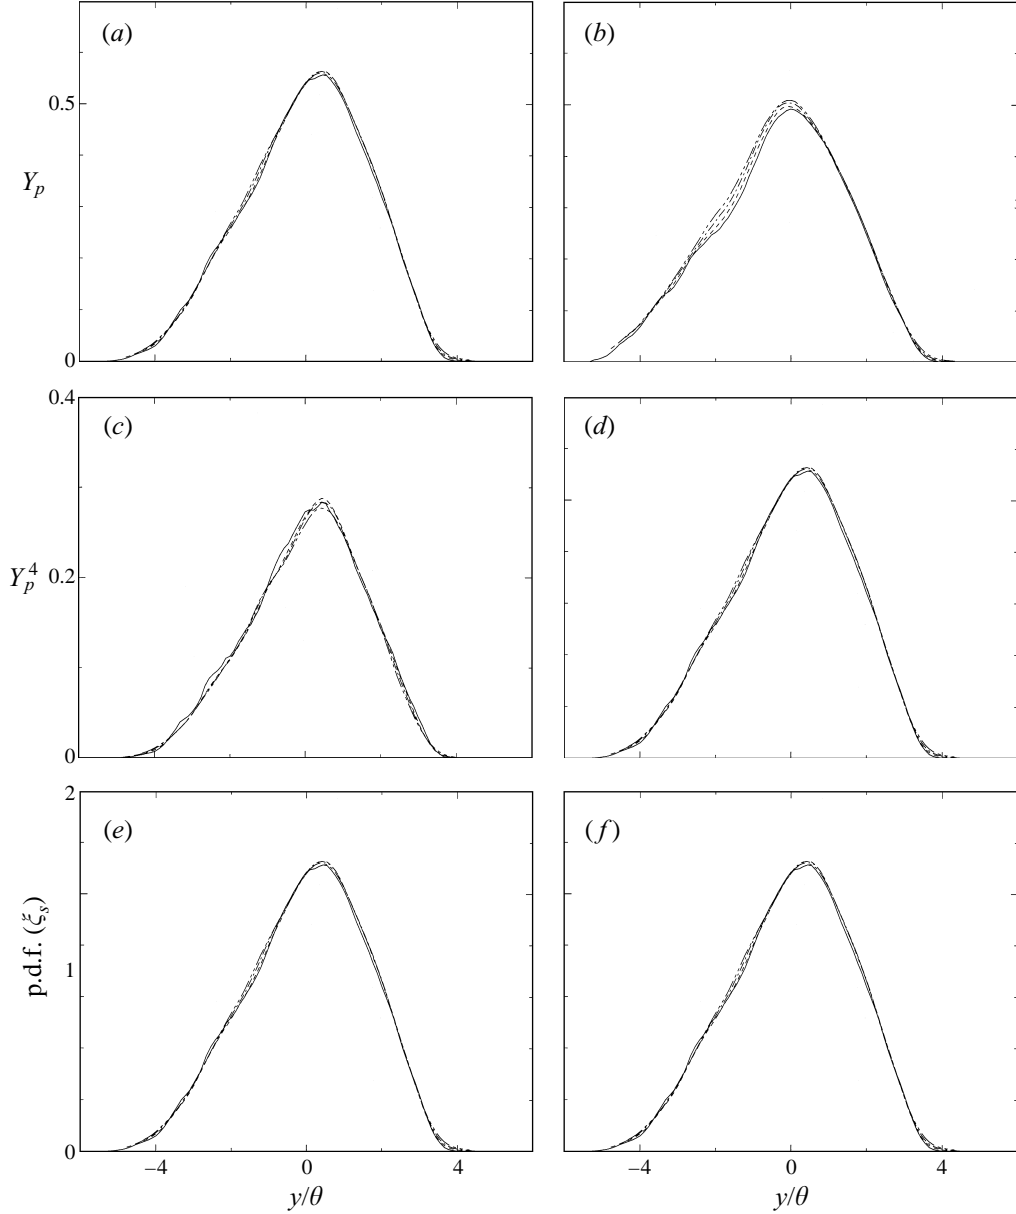 (a) (b)
0.5
Y_p
0
0.4
(c) (d)
Y_p^4 0.2
0
2
(e) (f)
p.d.f. (ξ_s)
1
0
–4 0 4 –4 0 4
y/θ y/θ